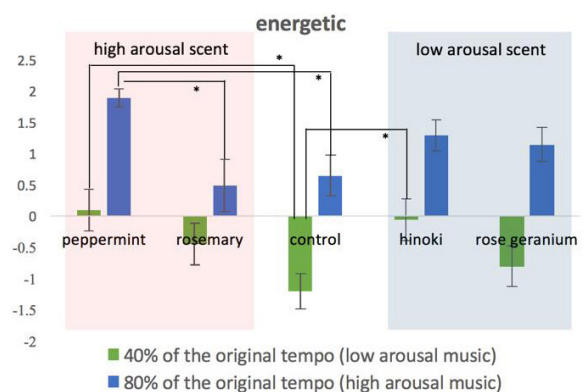 energetic
high arousal scent
low arousal scent
2.5
2
1.5
1
0.5
0
-0.5
-1
-1.5
-2
*
*
*
*
peppermint
rosemary
control
hinoki
rose geranium
40% of the original tempo (low arousal music)
80% of the original tempo (high arousal music)